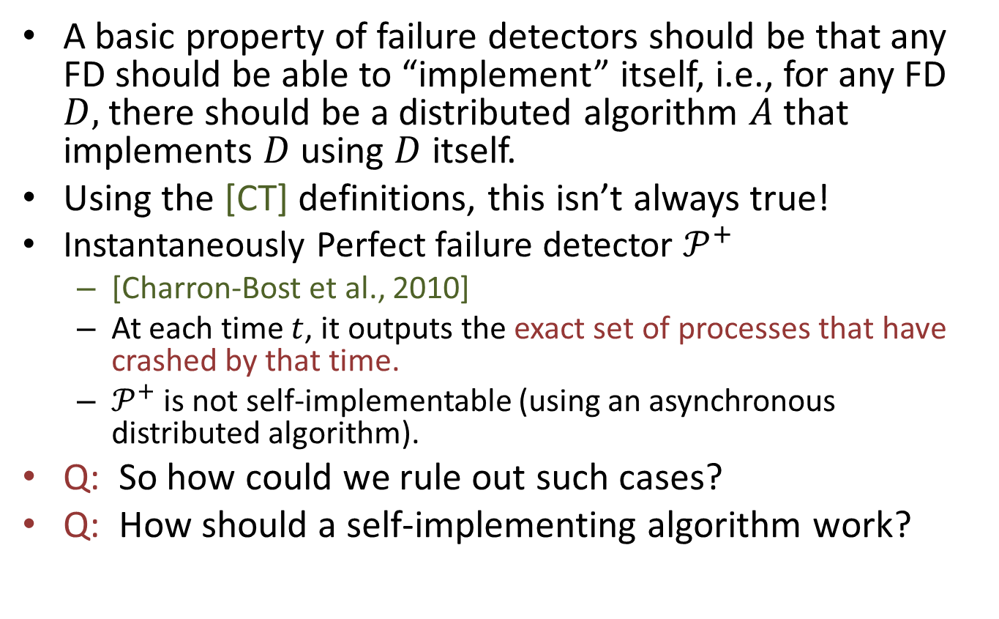 • A basic property of failure detectors should be that any
FD should be able to “implement” itself, i.e., for any FD
𝐷, there should be a distributed algorithm 𝐴 that
implements 𝐷 using 𝐷 itself.
• Using the [CT] definitions, this isn’t always true!
• Instantaneously Perfect failure detector 𝒫⁺
– [Charron-Bost et al., 2010]
– At each time 𝑡, it outputs the exact set of processes that have
crashed by that time.
– 𝒫⁺ is not self-implementable (using an asynchronous
distributed algorithm).
• Q: So how could we rule out such cases?
• Q: How should a self-implementing algorithm work?